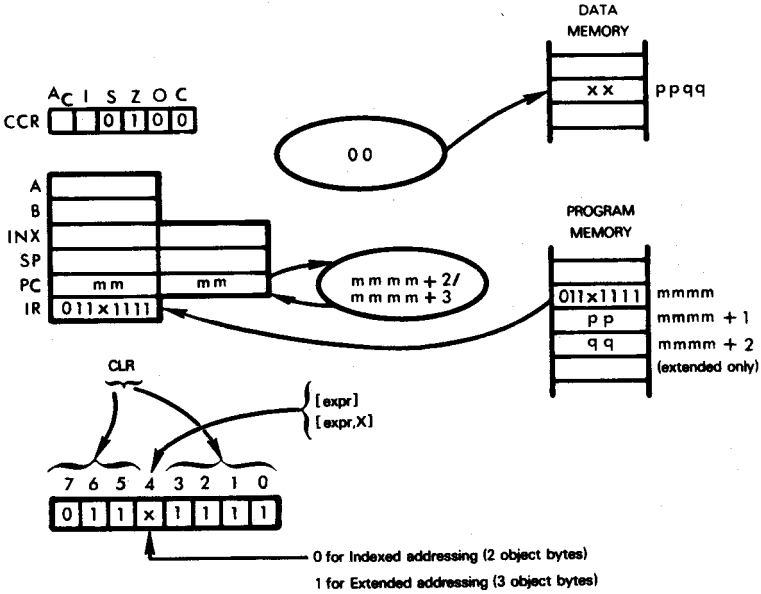 DATA
MEMORY
xx
ppqq
AC I S Z O C
CCR
0 1 0 0
00
A
B
INX
SP
PC
mm
mm
IR
011x1111
mmmm + 2/
mmmm + 3
PROGRAM
MEMORY
011x1111
mmmm
pp
mmmm + 1
qq
mmmm + 2
(extended only)
CLR
[expr]
[expr,X]
7 6 5 4 3 2 1 0
0 1 1 x 1 1 1 1
0 for Indexed addressing (2 object bytes)
1 for Extended addressing (3 object bytes)